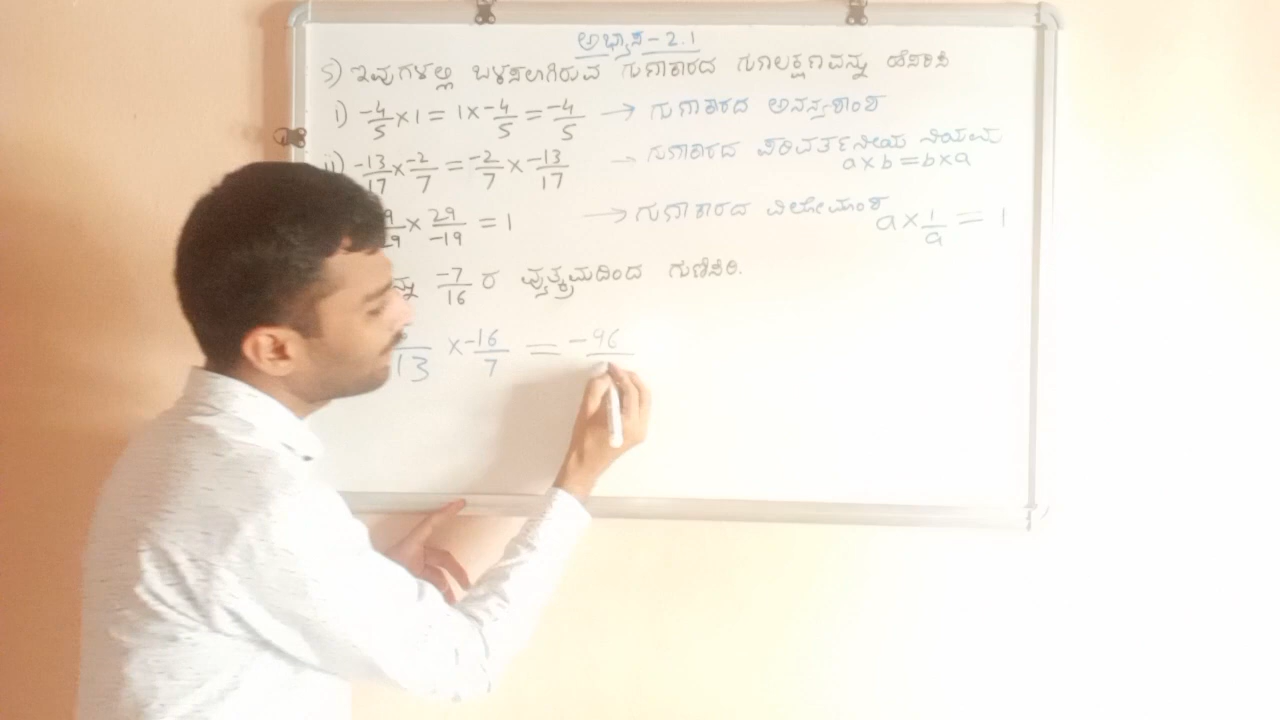 ಅಭ್ಯಾಸ - 2.1
5) ಇವುಗಳಲ್ಲಿ ಬಳಸಲಾಗಿರುವ ಗುಣಾಕಾರದ ಗುಣಲಕ್ಷಣವನ್ನು ಹೆಸರಿಸಿ
i) -4/5 × 1 = 1 × -4/5 = -4/5 → ಗುಣಾಕಾರದ ಅನನ್ಯತಾಂಶ
ii) -13/17 × -2/7 = -2/7 × -13/17 → ಗುಣಾಕಾರದ ಪರಿವರ್ತನೀಯ ನಿಯಮ
a × b = b × a
× 29/-19 = 1 → ಗುಣಾಕಾರದ ವಿಲೋಮಾಂಶ a × 1/a = 1
-7/16 ರ ವ್ಯುತ್ಕ್ರಮದಿಂದ ಗುಣಿಸಿರಿ.
13 × -16/7 = -96